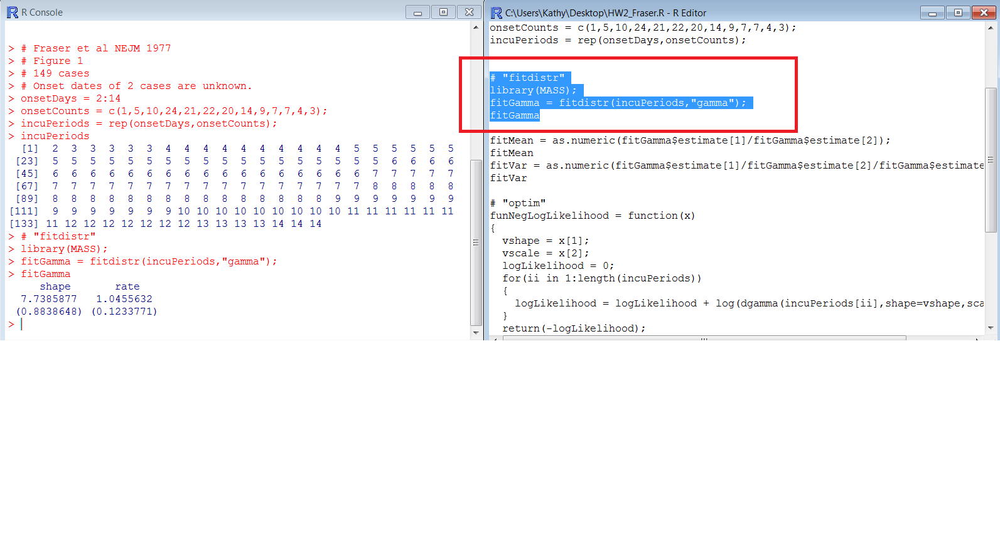 R Console
> # Fraser et al NEJM 1977
> # Figure 1
> # 149 cases
> # Onset dates of 2 cases are unknown.
> onsetDays = 2:14
> onsetCounts = c(1,5,10,24,21,22,20,14,9,7,7,4,3);
> incuPeriods = rep(onsetDays,onsetCounts);
> incuPeriods
[1] 2 3 3 3 3 3 4 4 4 4 4 4 4 4 4 4 5 5 5 5 5 5
[23] 5 5 5 5 5 5 5 5 5 5 5 5 5 5 5 5 5 5 6 6 6 6
[45] 6 6 6 6 6 6 6 6 6 6 6 6 6 6 6 6 6 7 7 7 7 7
[67] 7 7 7 7 7 7 7 7 7 7 7 7 7 7 7 7 7 8 8 8 8 8
[89] 8 8 8 8 8 8 8 8 8 8 8 8 8 8 8 9 9 9 9 9 9 9
[111] 9 9 9 9 9 9 9 10 10 10 10 10 10 10 10 10 11 11 11 11 11 11
[133] 11 12 12 12 12 12 12 12 13 13 13 13 14 14 14
> # "fitdistr"
> library(MASS);
> fitGamma = fitdistr(incuPeriods,"gamma");
> fitGamma
shape rate
7.7385877 1.0455632
(0.8838648) (0.1233771)
>
C:\Users\Kathy\Desktop\HW2_Fraser.R - R Editor
onsetCounts = c(1,5,10,24,21,22,20,14,9,7,7,4,3);
incuPeriods = rep(onsetDays,onsetCounts);
# "fitdistr"
library(MASS);
fitGamma = fitdistr(incuPeriods,"gamma");
fitGamma
fitMean = as.numeric(fitGamma$estimate[1]/fitGamma$estimate[2]);
fitMean
fitVar = as.numeric(fitGamma$estimate[1]/fitGamma$estimate[2]/fitGamma$estimate
fitVar
# "optim"
funNegLogLikelihood = function(x)
{
vshape = x[1];
vscale = x[2];
logLikelihood = 0;
for(ii in 1:length(incuPeriods))
{
logLikelihood = logLikelihood + log(dgamma(incuPeriods[ii],shape=vshape,sca
}
return(-logLikelihood);